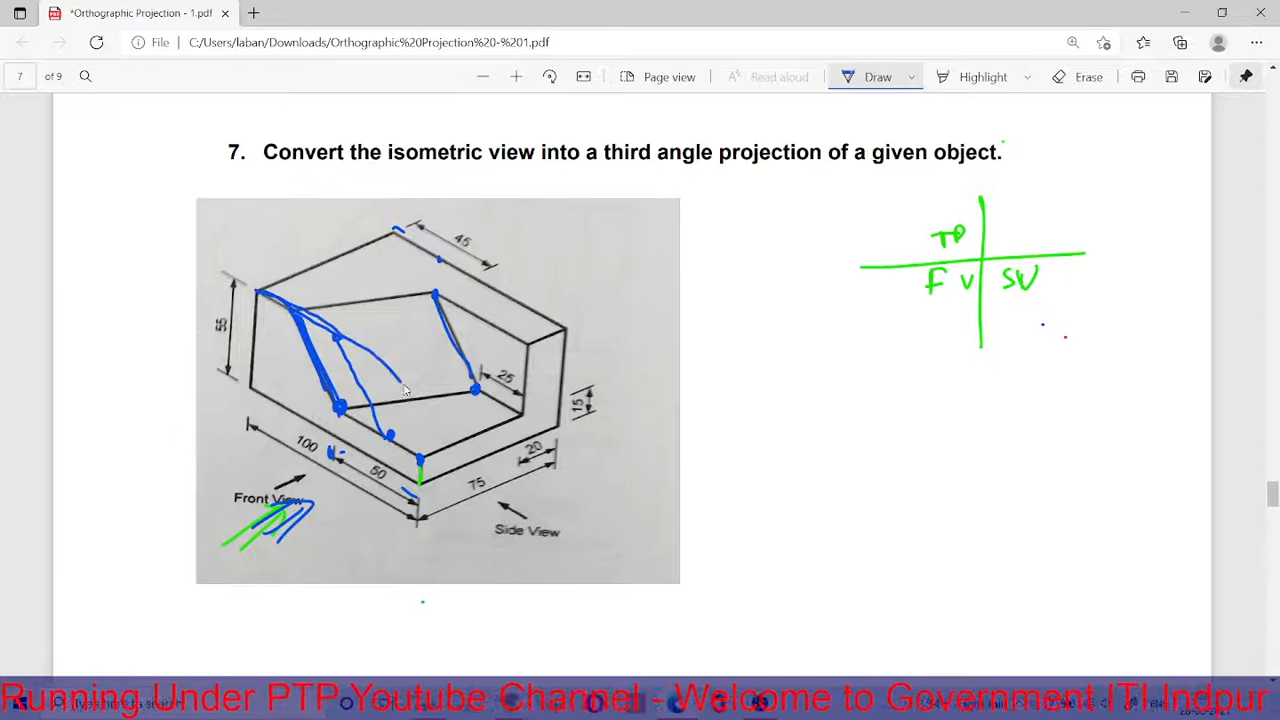 *Orthographic Projection - 1.pdf
File C:/Users/laban/Downloads/Orthographic%20Projection%20-%201.pdf
7 of 9 Page view Read aloud Draw Highlight Erase
7. Convert the isometric view into a third angle projection of a given object.
45
TP
F V SV
55
25
15
100
50
20
75
Front View
Side View
Running Under PTP Youtube Channel - Welcome to Government ITI Indpur